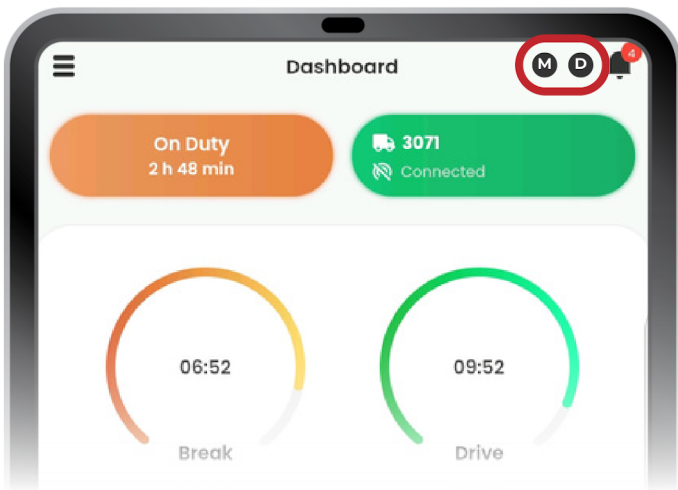 Dashboard
M D
4
On Duty
2 h 48 min
3071
Connected
06:52
09:52
Break
Drive